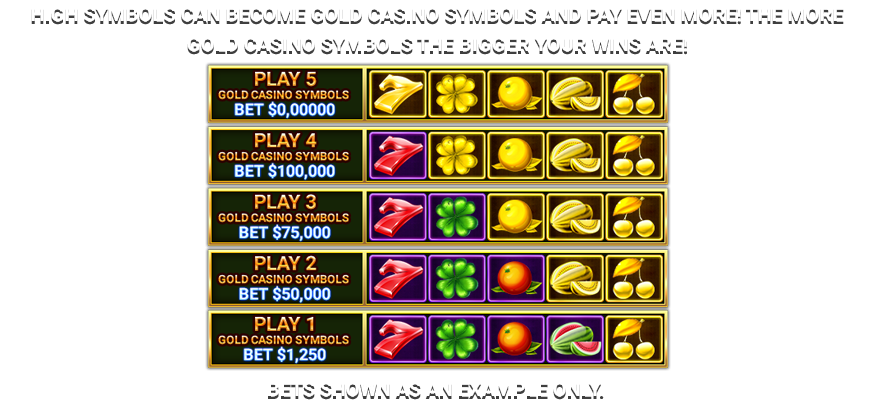 HIGH SYMBOLS CAN BECOME GOLD CASINO SYMBOLS AND PAY EVEN MORE! THE MORE
GOLD CASINO SYMBOLS THE BIGGER YOUR WINS ARE!
PLAY 5
GOLD CASINO SYMBOLS
BET $0,00000
PLAY 4
GOLD CASINO SYMBOLS
BET $100,000
PLAY 3
GOLD CASINO SYMBOLS
BET $75,000
PLAY 2
GOLD CASINO SYMBOLS
BET $50,000
PLAY 1
GOLD CASINO SYMBOLS
BET $1,250
BETS SHOWN AS AN EXAMPLE ONLY.